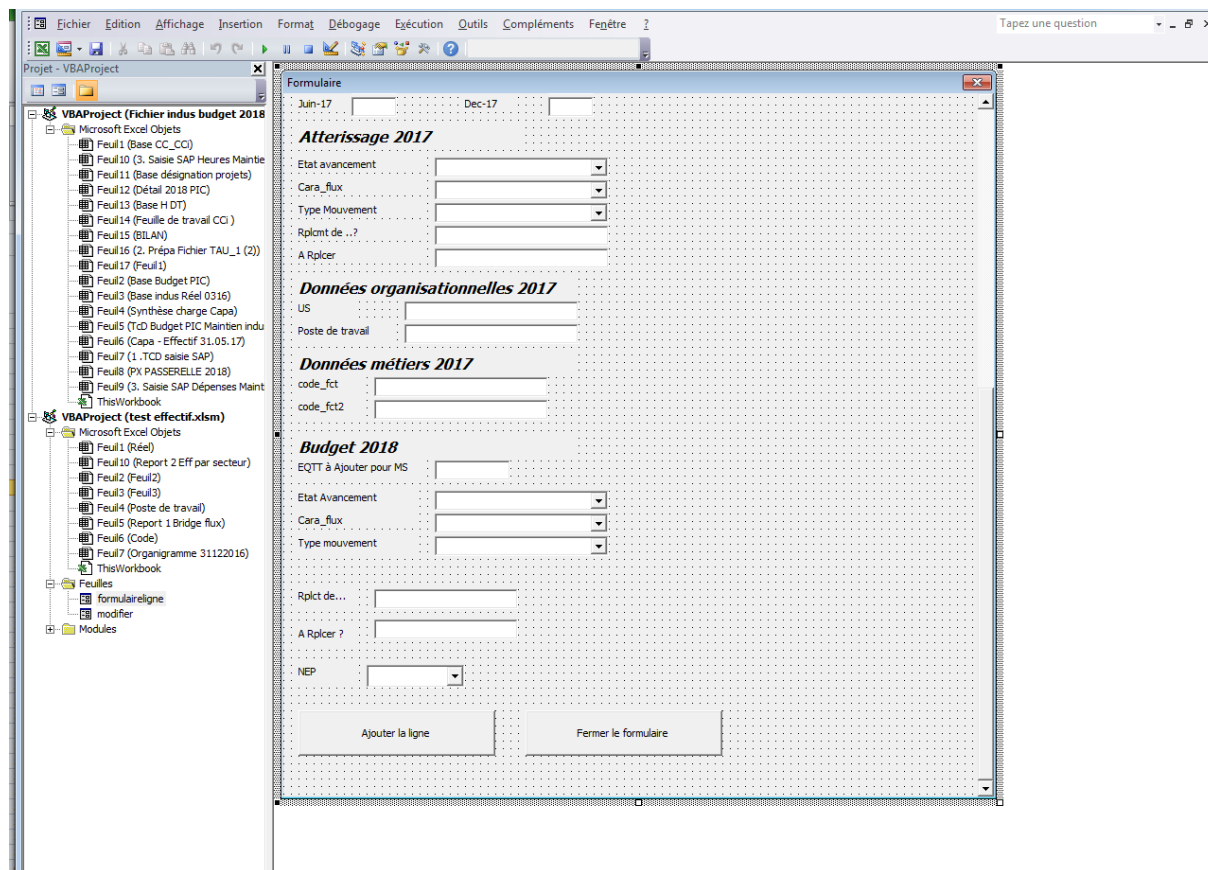 Fichier Edition Affichage Insertion Format Débogage Exécution Outils Compléments Fenêtre ? Tapez une question
Projet - VBAProject
VBAProject (Fichier indus budget 2018
Microsoft Excel Objets
Feuil1 (Base CC_CCi)
Feuil10 (3. Saisie SAP Heures Maintie
Feuil11 (Base désignation projets)
Feuil12 (Détail 2018 PIC)
Feuil13 (Base H DT)
Feuil14 (Feuille de travail CCi )
Feuil15 (BILAN)
Feuil16 (2. Prépa Fichier TAU_1 (2))
Feuil17 (Feuil1)
Feuil2 (Base Budget PIC)
Feuil3 (Base indus Réel 0316)
Feuil4 (Synthèse charge Capa)
Feuil5 (TcD Budget PIC Maintien indu
Feuil6 (Capa - Effectif 31.05.17)
Feuil7 (1 .TCD saisie SAP)
Feuil8 (PX PASSERELLE 2018)
Feuil9 (3. Saisie SAP Dépenses Maint
ThisWorkbook
VBAProject (test effectif.xlsm)
Microsoft Excel Objets
Feuil1 (Réel)
Feuil10 (Report 2 Eff par secteur)
Feuil2 (Feuil2)
Feuil3 (Feuil3)
Feuil4 (Poste de travail)
Feuil5 (Report 1 Bridge flux)
Feuil6 (Code)
Feuil7 (Organigramme 31122016)
ThisWorkbook
Feuilles
formulaireligne
modifier
Modules
Formulaire
Juin-17 Dec-17
Atterissage 2017
Etat avancement
Cara_flux
Type Mouvement
Rplcmt de ..?
A Rplcer
Données organisationnelles 2017
US
Poste de travail
Données métiers 2017
code_fct
code_fct2
Budget 2018
EQTT à Ajouter pour MS
Etat Avancement
Cara_flux
Type mouvement
Rplct de...
A Rplcer ?
NEP
Ajouter la ligne Fermer le formulaire